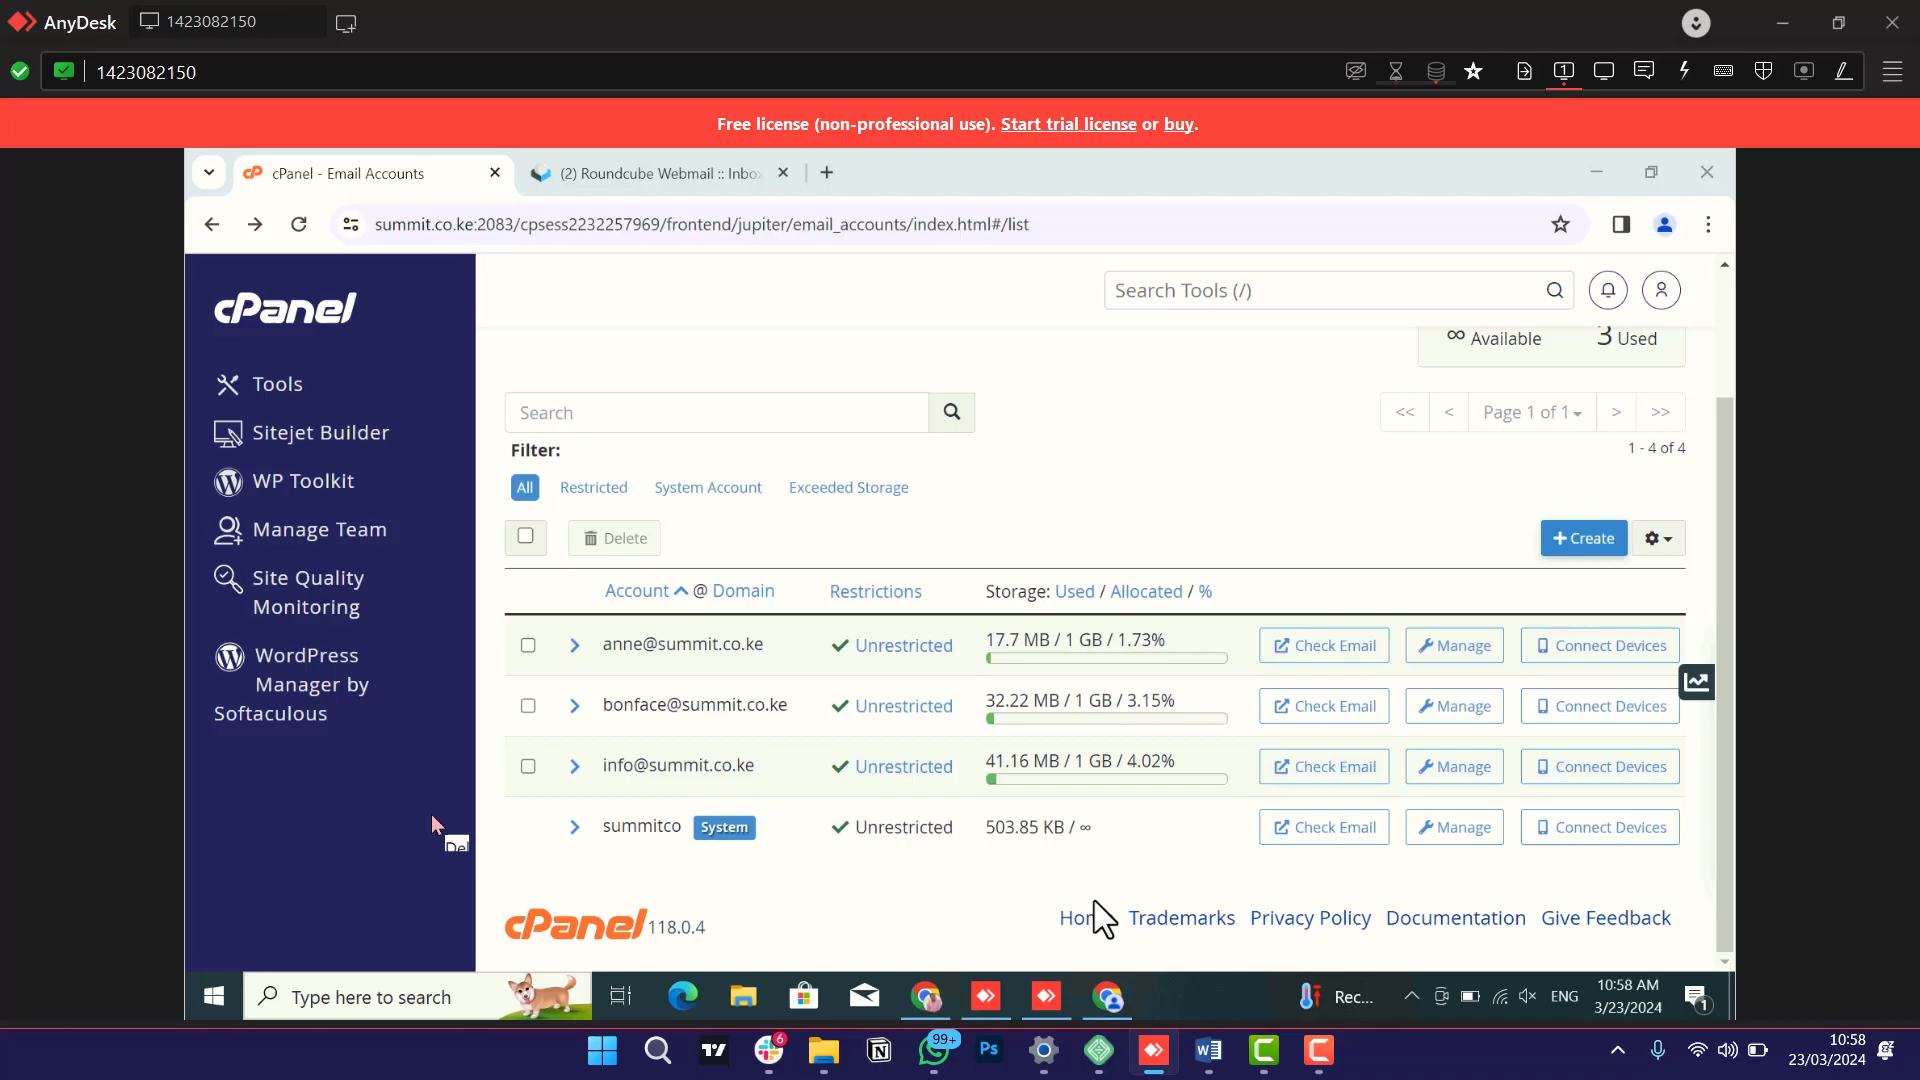 AnyDesk
1423082150
1423082150
Free license (non-professional use). Start trial license or buy.
cPanel - Email Accounts
(2) Roundcube Webmail :: Inbo
summit.co.ke:2083/cpsess2232257969/frontend/jupiter/email_accounts/index.html#/list
cPanel
Search Tools (/)
∞ Available 3 Used
Tools
Sitejet Builder
WP Toolkit
Manage Team
Site Quality
Monitoring
WordPress
Manager by
Softaculous
Search
<< < Page 1 of 1 > >>
Filter:
1 - 4 of 4
All Restricted System Account Exceeded Storage
Delete
+ Create
Account @ Domain Restrictions Storage: Used / Allocated / %
anne@summit.co.ke Unrestricted 17.7 MB / 1 GB / 1.73% Check Email Manage Connect Devices
bonface@summit.co.ke Unrestricted 32.22 MB / 1 GB / 3.15% Check Email Manage Connect Devices
info@summit.co.ke Unrestricted 41.16 MB / 1 GB / 4.02% Check Email Manage Connect Devices
summitco System Unrestricted 503.85 KB / ∞ Check Email Manage Connect Devices
cPanel 118.0.4
Trademarks Privacy Policy Documentation Give Feedback
Type here to search
Rec...
ENG
10:58 AM
3/23/2024
1
6
99+
Ps
10:58
23/03/2024